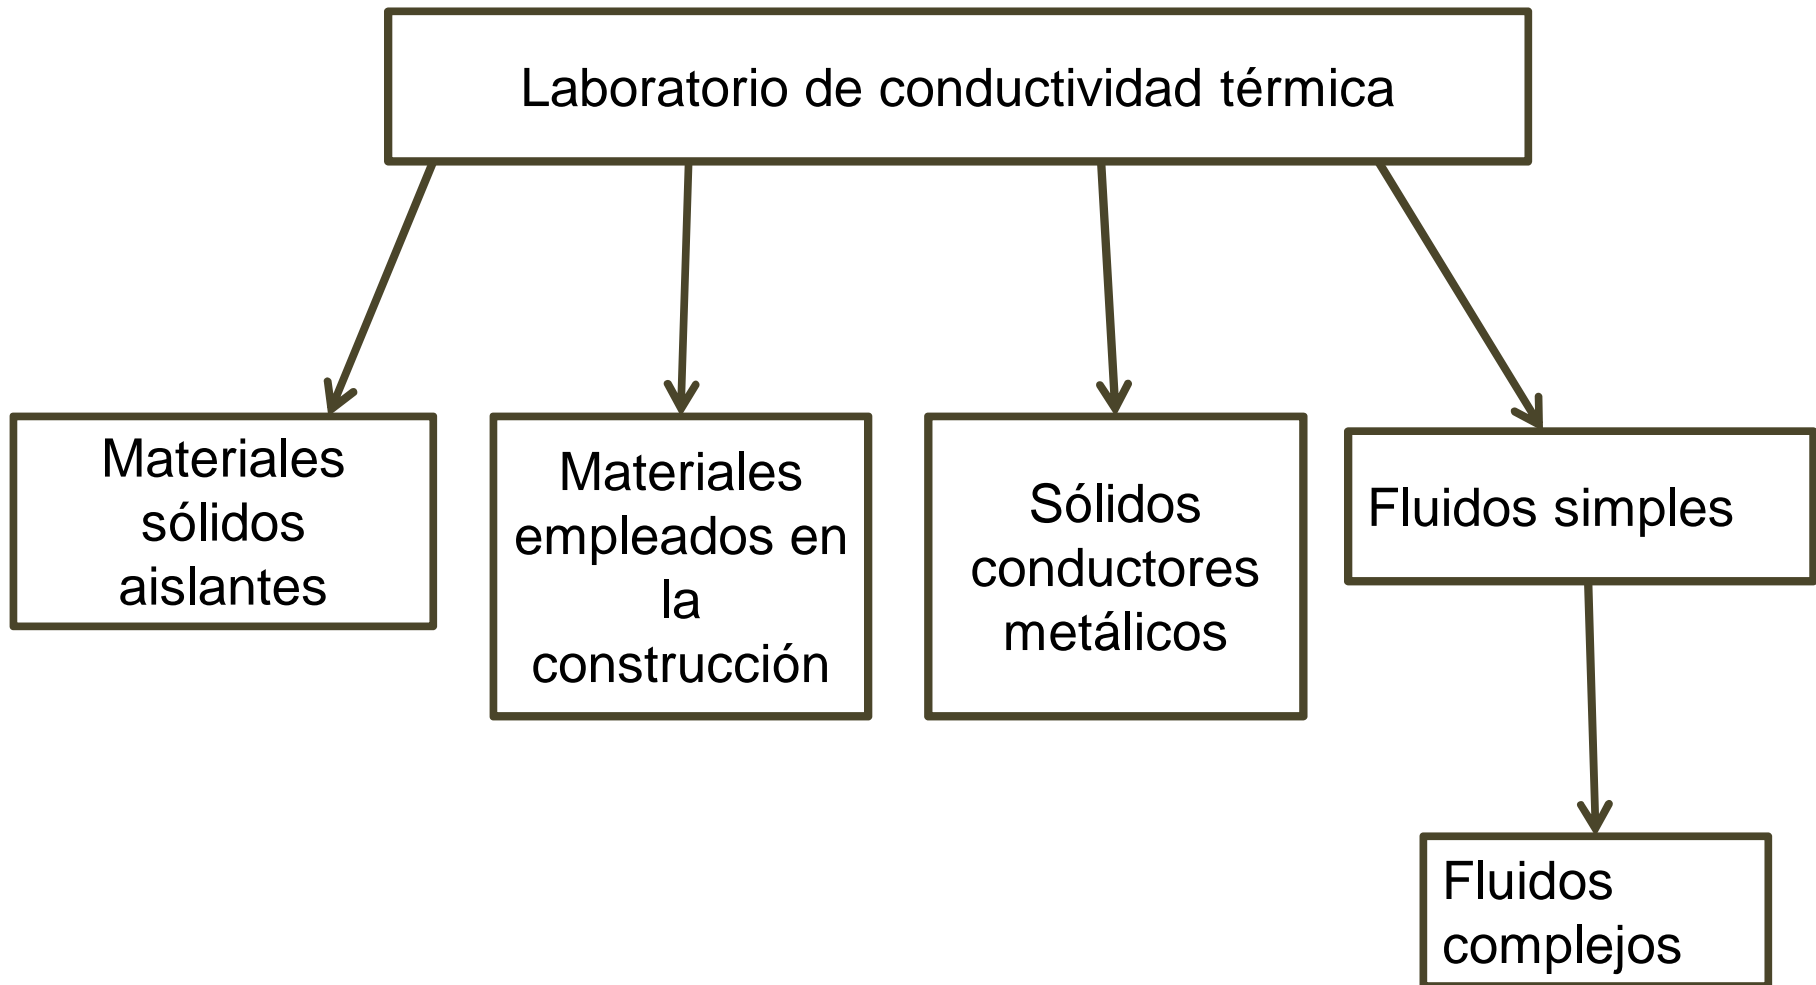 Laboratorio de conductividad térmica
Materiales
sólidos
aislantes
Materiales
empleados en
la
construcción
Sólidos
conductores
metálicos
Fluidos simples
Fluidos
complejos